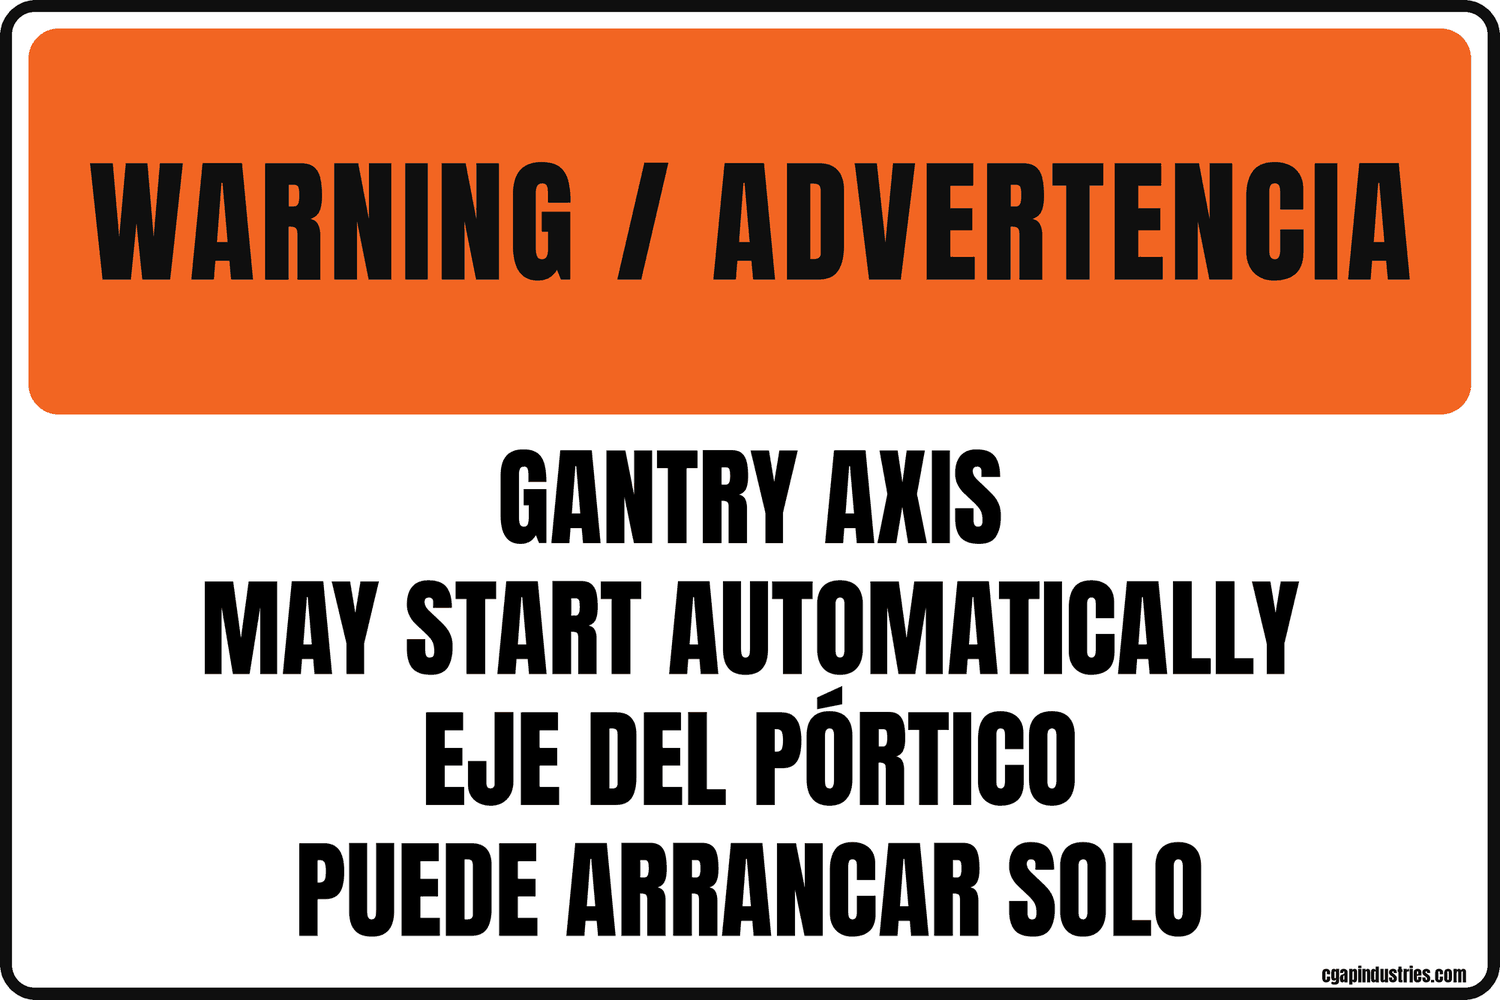 WARNING / ADVERTENCIA
GANTRY AXIS
MAY START AUTOMATICALLY
EJE DEL PÓRTICO
PUEDE ARRANCAR SOLO
cgapindustries.com